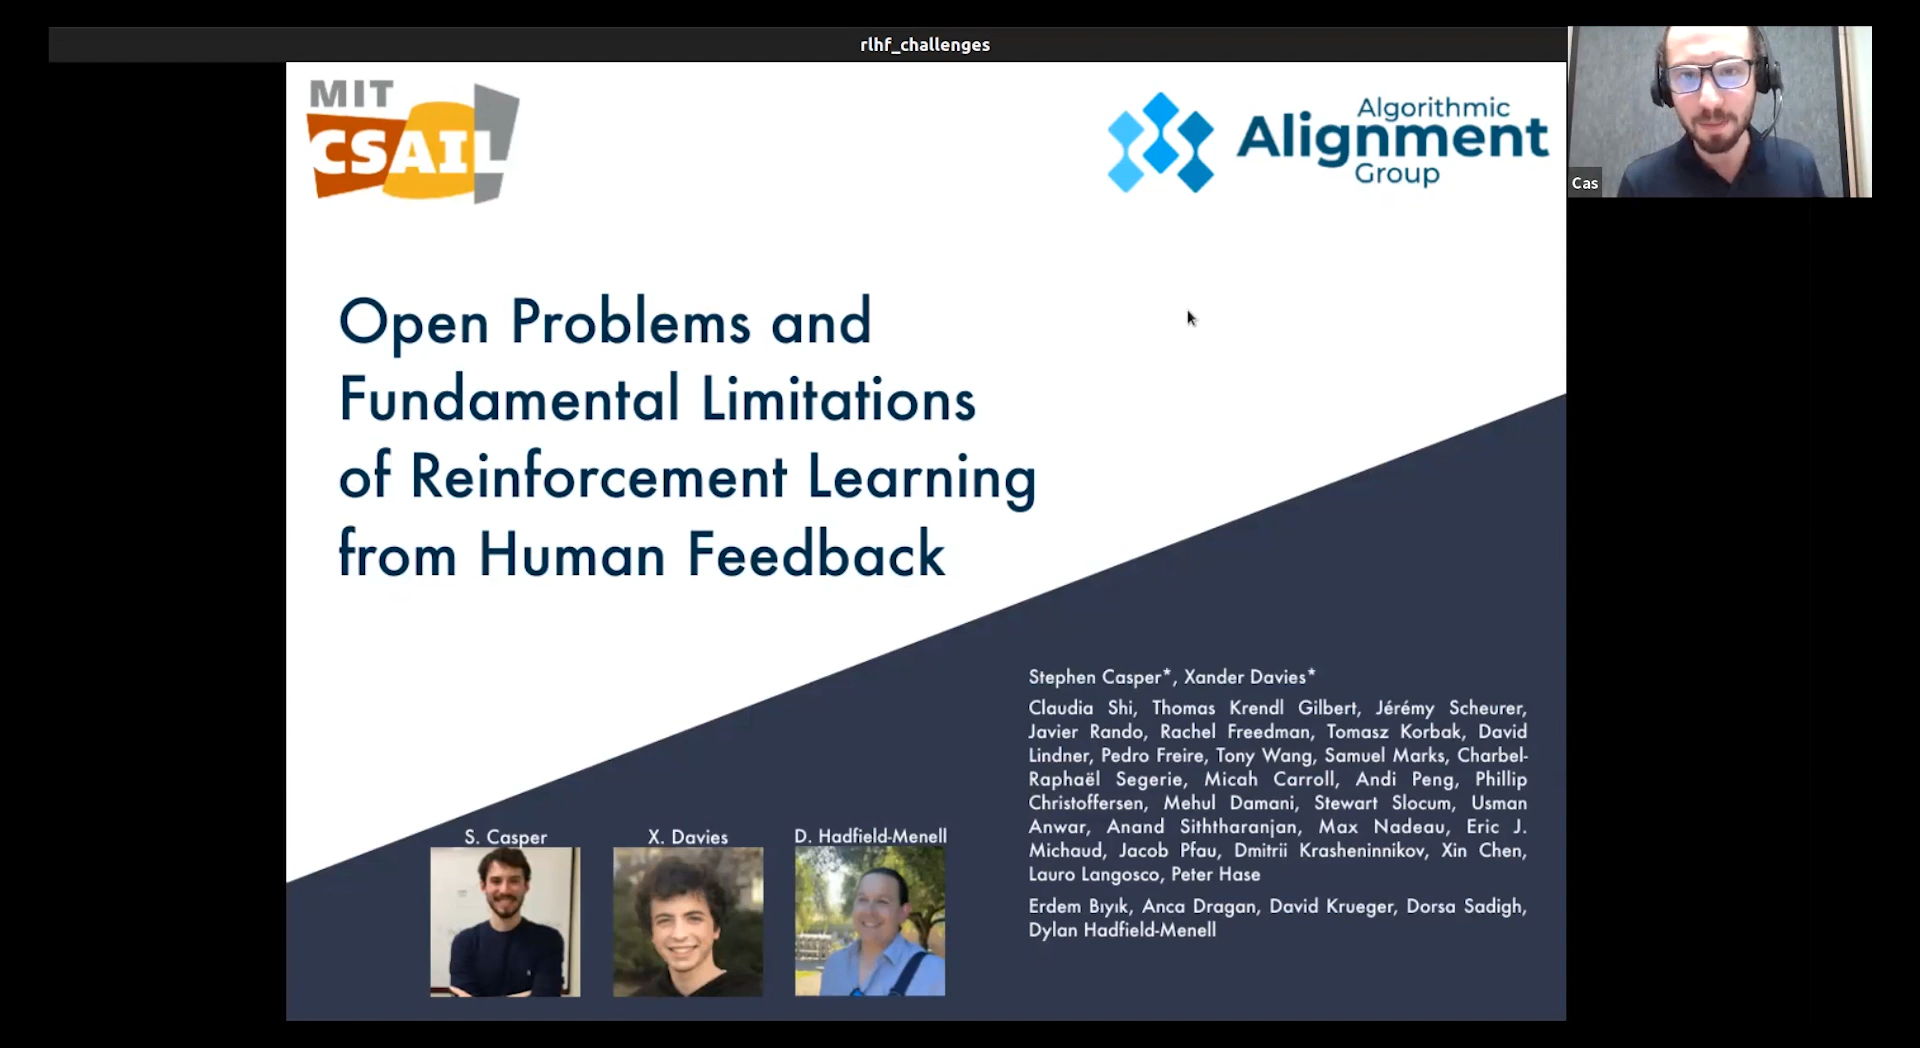 rlhf_challenges
MIT
CSAIL
Algorithmic
Alignment
Group
Cas
Open Problems and
Fundamental Limitations
of Reinforcement Learning
from Human Feedback
Stephen Casper*, Xander Davies*
Claudia Shi, Thomas Krendl Gilbert, Jérémy Scheurer,
Javier Rando, Rachel Freedman, Tomasz Korbak, David
Lindner, Pedro Freire, Tony Wang, Samuel Marks, Charbel-
Raphaël Segerie, Micah Carroll, Andi Peng, Phillip
Christoffersen, Mehul Damani, Stewart Slocum, Usman
Anwar, Anand Siththaranjan, Max Nadeau, Eric J.
Michaud, Jacob Pfau, Dmitrii Krasheninnikov, Xin Chen,
Lauro Langosco, Peter Hase
Erdem Bıyık, Anca Dragan, David Krueger, Dorsa Sadigh,
Dylan Hadfield-Menell
S. Casper
X. Davies
D. Hadfield-Menell